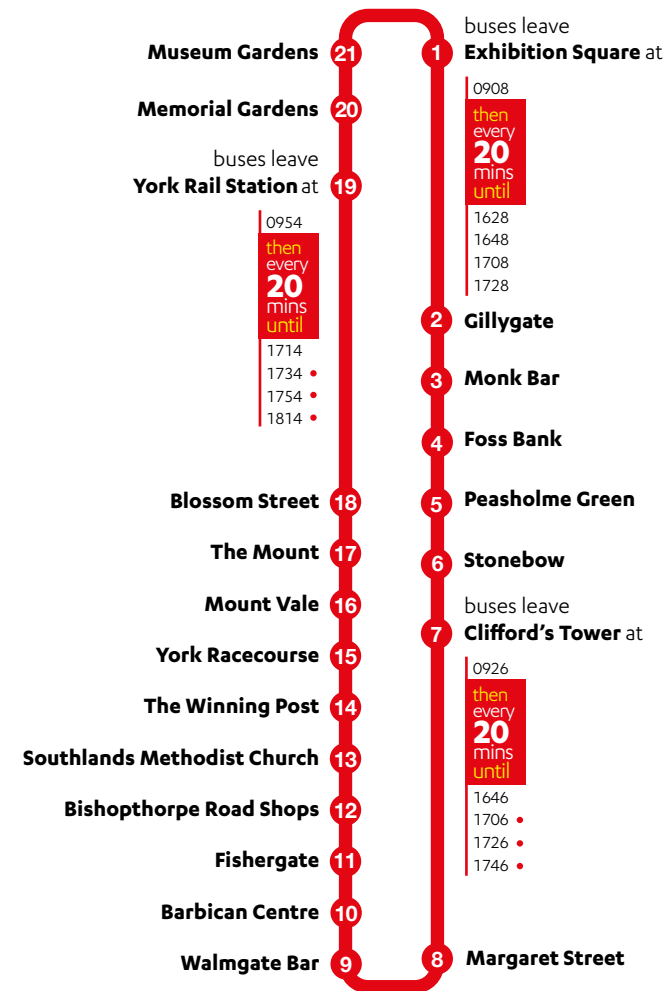 buses leave
Exhibition Square at
1
0908
then
every
20
mins
until
1628
1648
1708
1728
2 Gillygate
3 Monk Bar
4 Foss Bank
5 Peasholme Green
6 Stonebow
buses leave
7 Clifford's Tower at
0926
then
every
20
mins
until
1646
1706 •
1726 •
1746 •
8 Margaret Street
Walmgate Bar 9
Barbican Centre 10
Fishergate 11
Bishopthorpe Road Shops 12
Southlands Methodist Church 13
The Winning Post 14
York Racecourse 15
Mount Vale 16
The Mount 17
Blossom Street 18
buses leave
York Rail Station at 19
0954
then
every
20
mins
until
1714
1734 •
1754 •
1814 •
Memorial Gardens 20
Museum Gardens 21